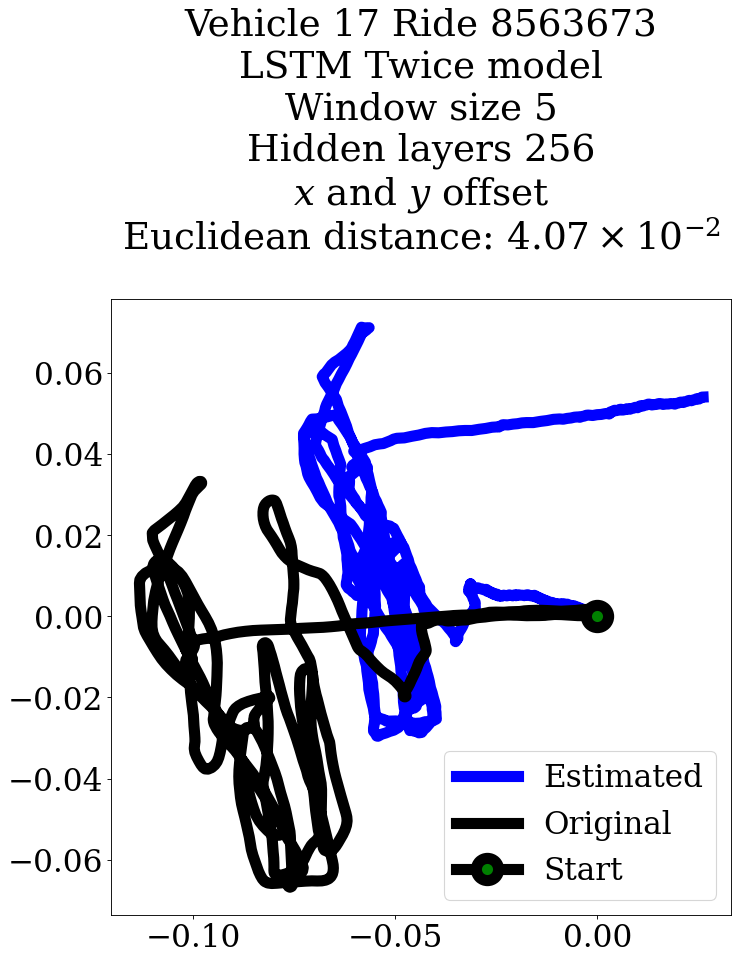 Vehicle 17 Ride 8563673
LSTM Twice model
Window size 5
Hidden layers 256
x and y offset
Euclidean distance: 4.07 × 10⁻²
0.06
0.04
0.02
0.00
−0.02
−0.04
−0.06
Estimated
Original
Start
−0.10
−0.05
0.00